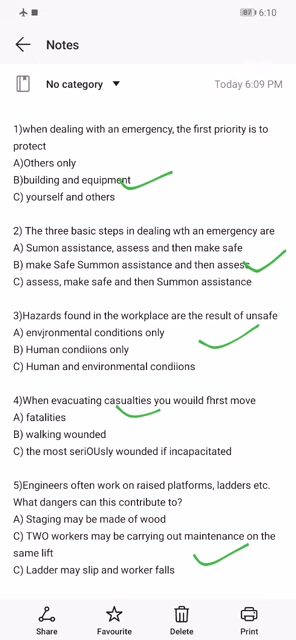 87 6:10
Notes
No category
Today 6:09 PM
1)when dealing with an emergency, the first priority is to
protect
A)Others only
B)building and equipment
C) yourself and others
2) The three basic steps in dealing wth an emergency are
A) Sumon assistance, assess and then make safe
B) make Safe Summon assistance and then assess
C) assess, make safe and then Summon assistance
3)Hazards found in the workplace are the result of unsafe
A) envjronmental conditions only
B) Human condiions only
C) Human and environmental condiions
4)When evacuating casualties you wouild fhrst move
A) fatalities
B) walking wounded
C) the most seriOUsly wounded if incapacitated
5)Engineers often work on raised platforms, ladders etc.
What dangers can this contribute to?
A) Staging may be made of wood
C) TWO workers may be carrying out maintenance on the
same lift
C) Ladder may slip and worker falls
Share
Favourite
Delete
Print